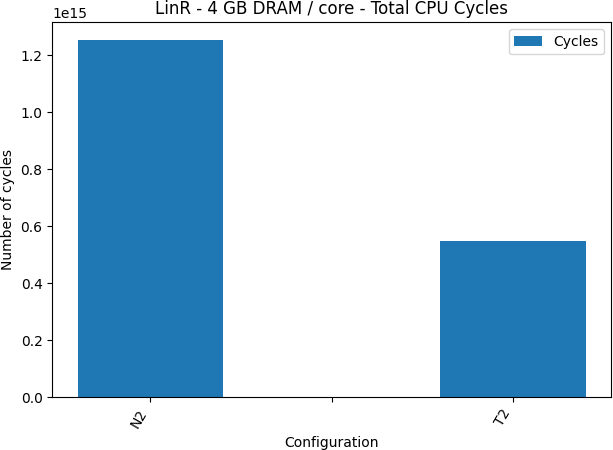 LinR - 4 GB DRAM / core - Total CPU Cycles
1e15
Cycles
1.2
1.0
0.8
0.6
0.4
0.2
0.0
Number of cycles
N2
T2
Configuration